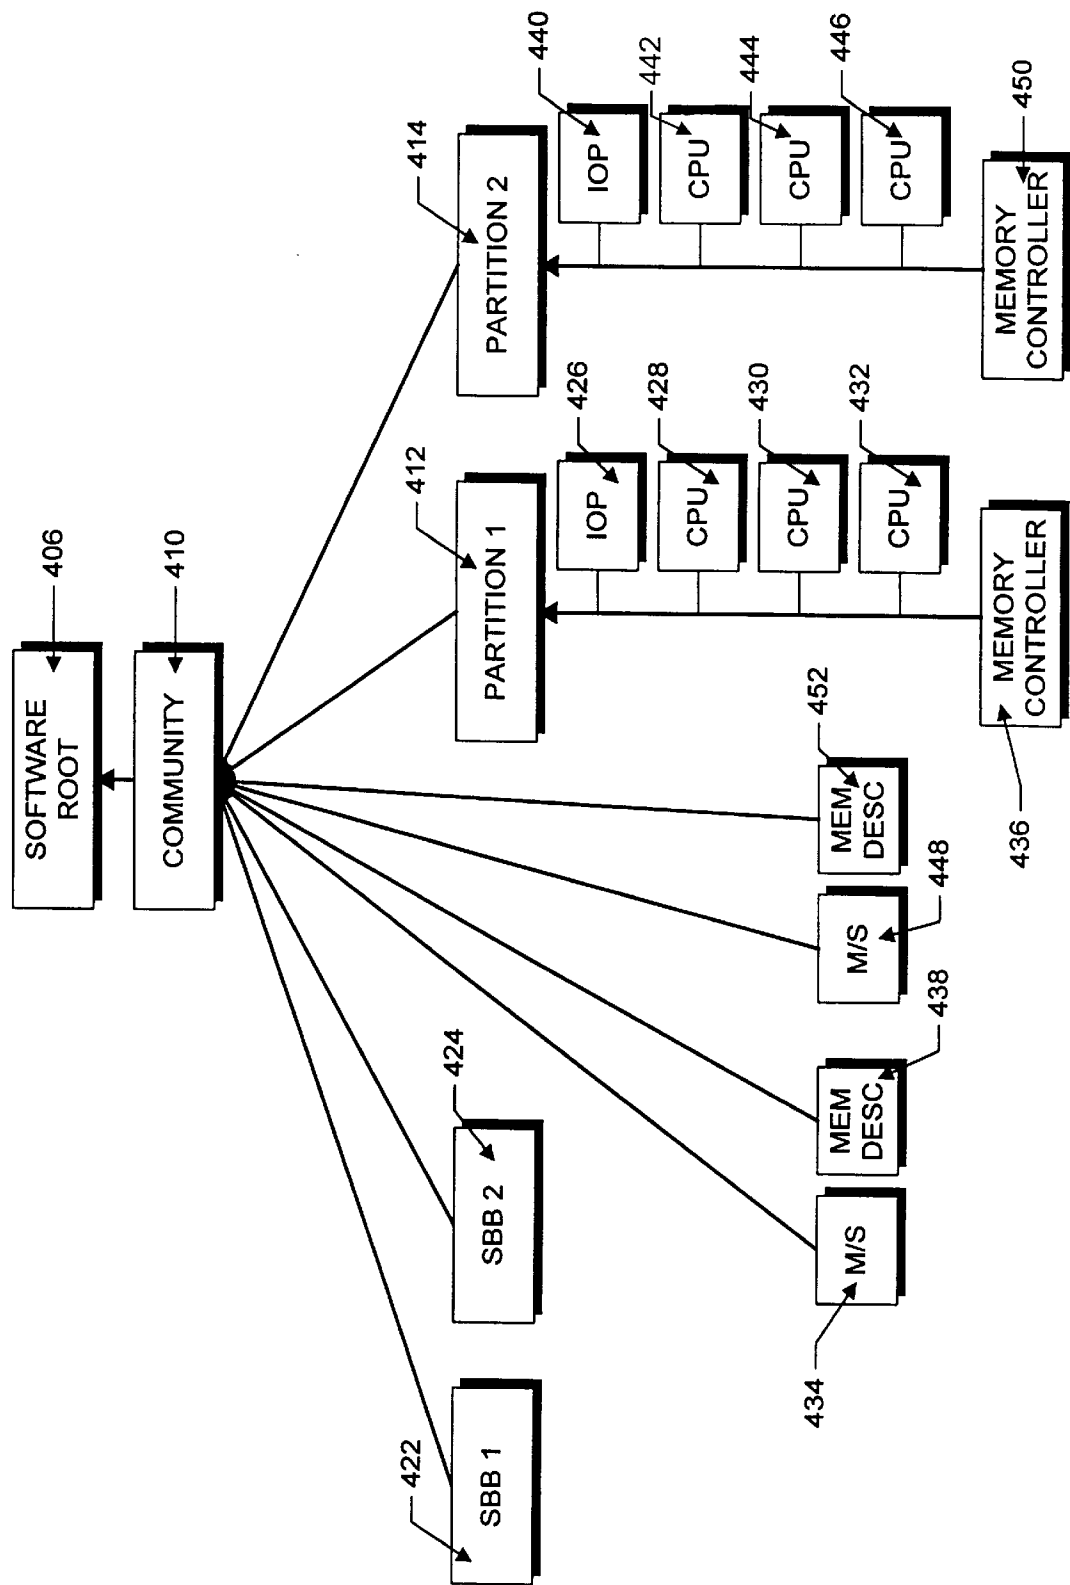 SOFTWARE
ROOT
406
COMMUNITY
410
SBB 1
422
SBB 2
424
PARTITION 1
412
PARTITION 2
414
M/S
434
MEM
DESC
438
M/S
448
MEM
DESC
452
IOP
426
CPU
428
CPU
430
CPU
432
MEMORY
CONTROLLER
436
IOP
440
CPU
442
CPU
444
CPU
446
MEMORY
CONTROLLER
450